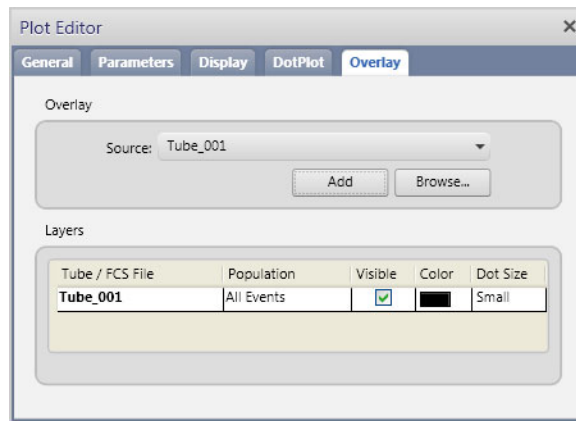 Plot Editor
General Parameters Display DotPlot Overlay
Overlay
Source: Tube_001
Add Browse...
Layers
Tube / FCS File Population Visible Color Dot Size
Tube_001 All Events Small